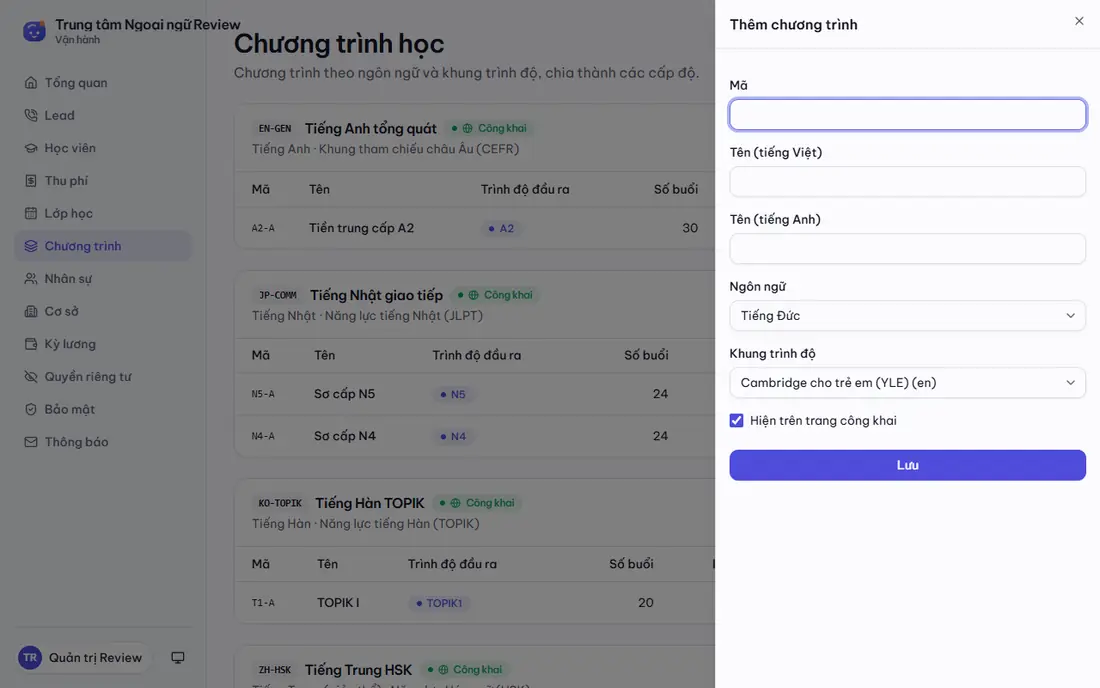 Trung tâm Ngoại ngữ Review
Vận hành
Tổng quan
Lead
Học viên
Thu phí
Lớp học
Chương trình
Nhân sự
Cơ sở
Kỳ lương
Quyền riêng tư
Bảo mật
Thông báo
TR Quản trị Review
Chương trình học
Chương trình theo ngôn ngữ và khung trình độ, chia thành các cấp độ.
EN-GEN Tiếng Anh tổng quát Công khai
Tiếng Anh · Khung tham chiếu châu Âu (CEFR)
Mã Tên Trình độ đầu ra Số buổi
A2-A Tiền trung cấp A2 A2 30
JP-COMM Tiếng Nhật giao tiếp Công khai
Tiếng Nhật · Năng lực tiếng Nhật (JLPT)
Mã Tên Trình độ đầu ra Số buổi
N5-A Sơ cấp N5 N5 24
N4-A Sơ cấp N4 N4 24
KO-TOPIK Tiếng Hàn TOPIK Công khai
Tiếng Hàn · Năng lực tiếng Hàn (TOPIK)
Mã Tên Trình độ đầu ra Số buổi
T1-A TOPIK I TOPIK1 20
ZH-HSK Tiếng Trung HSK Công khai
Thêm chương trình
Mã
Tên (tiếng Việt)
Tên (tiếng Anh)
Ngôn ngữ
Tiếng Đức
Khung trình độ
Cambridge cho trẻ em (YLE) (en)
Hiện trên trang công khai
Lưu